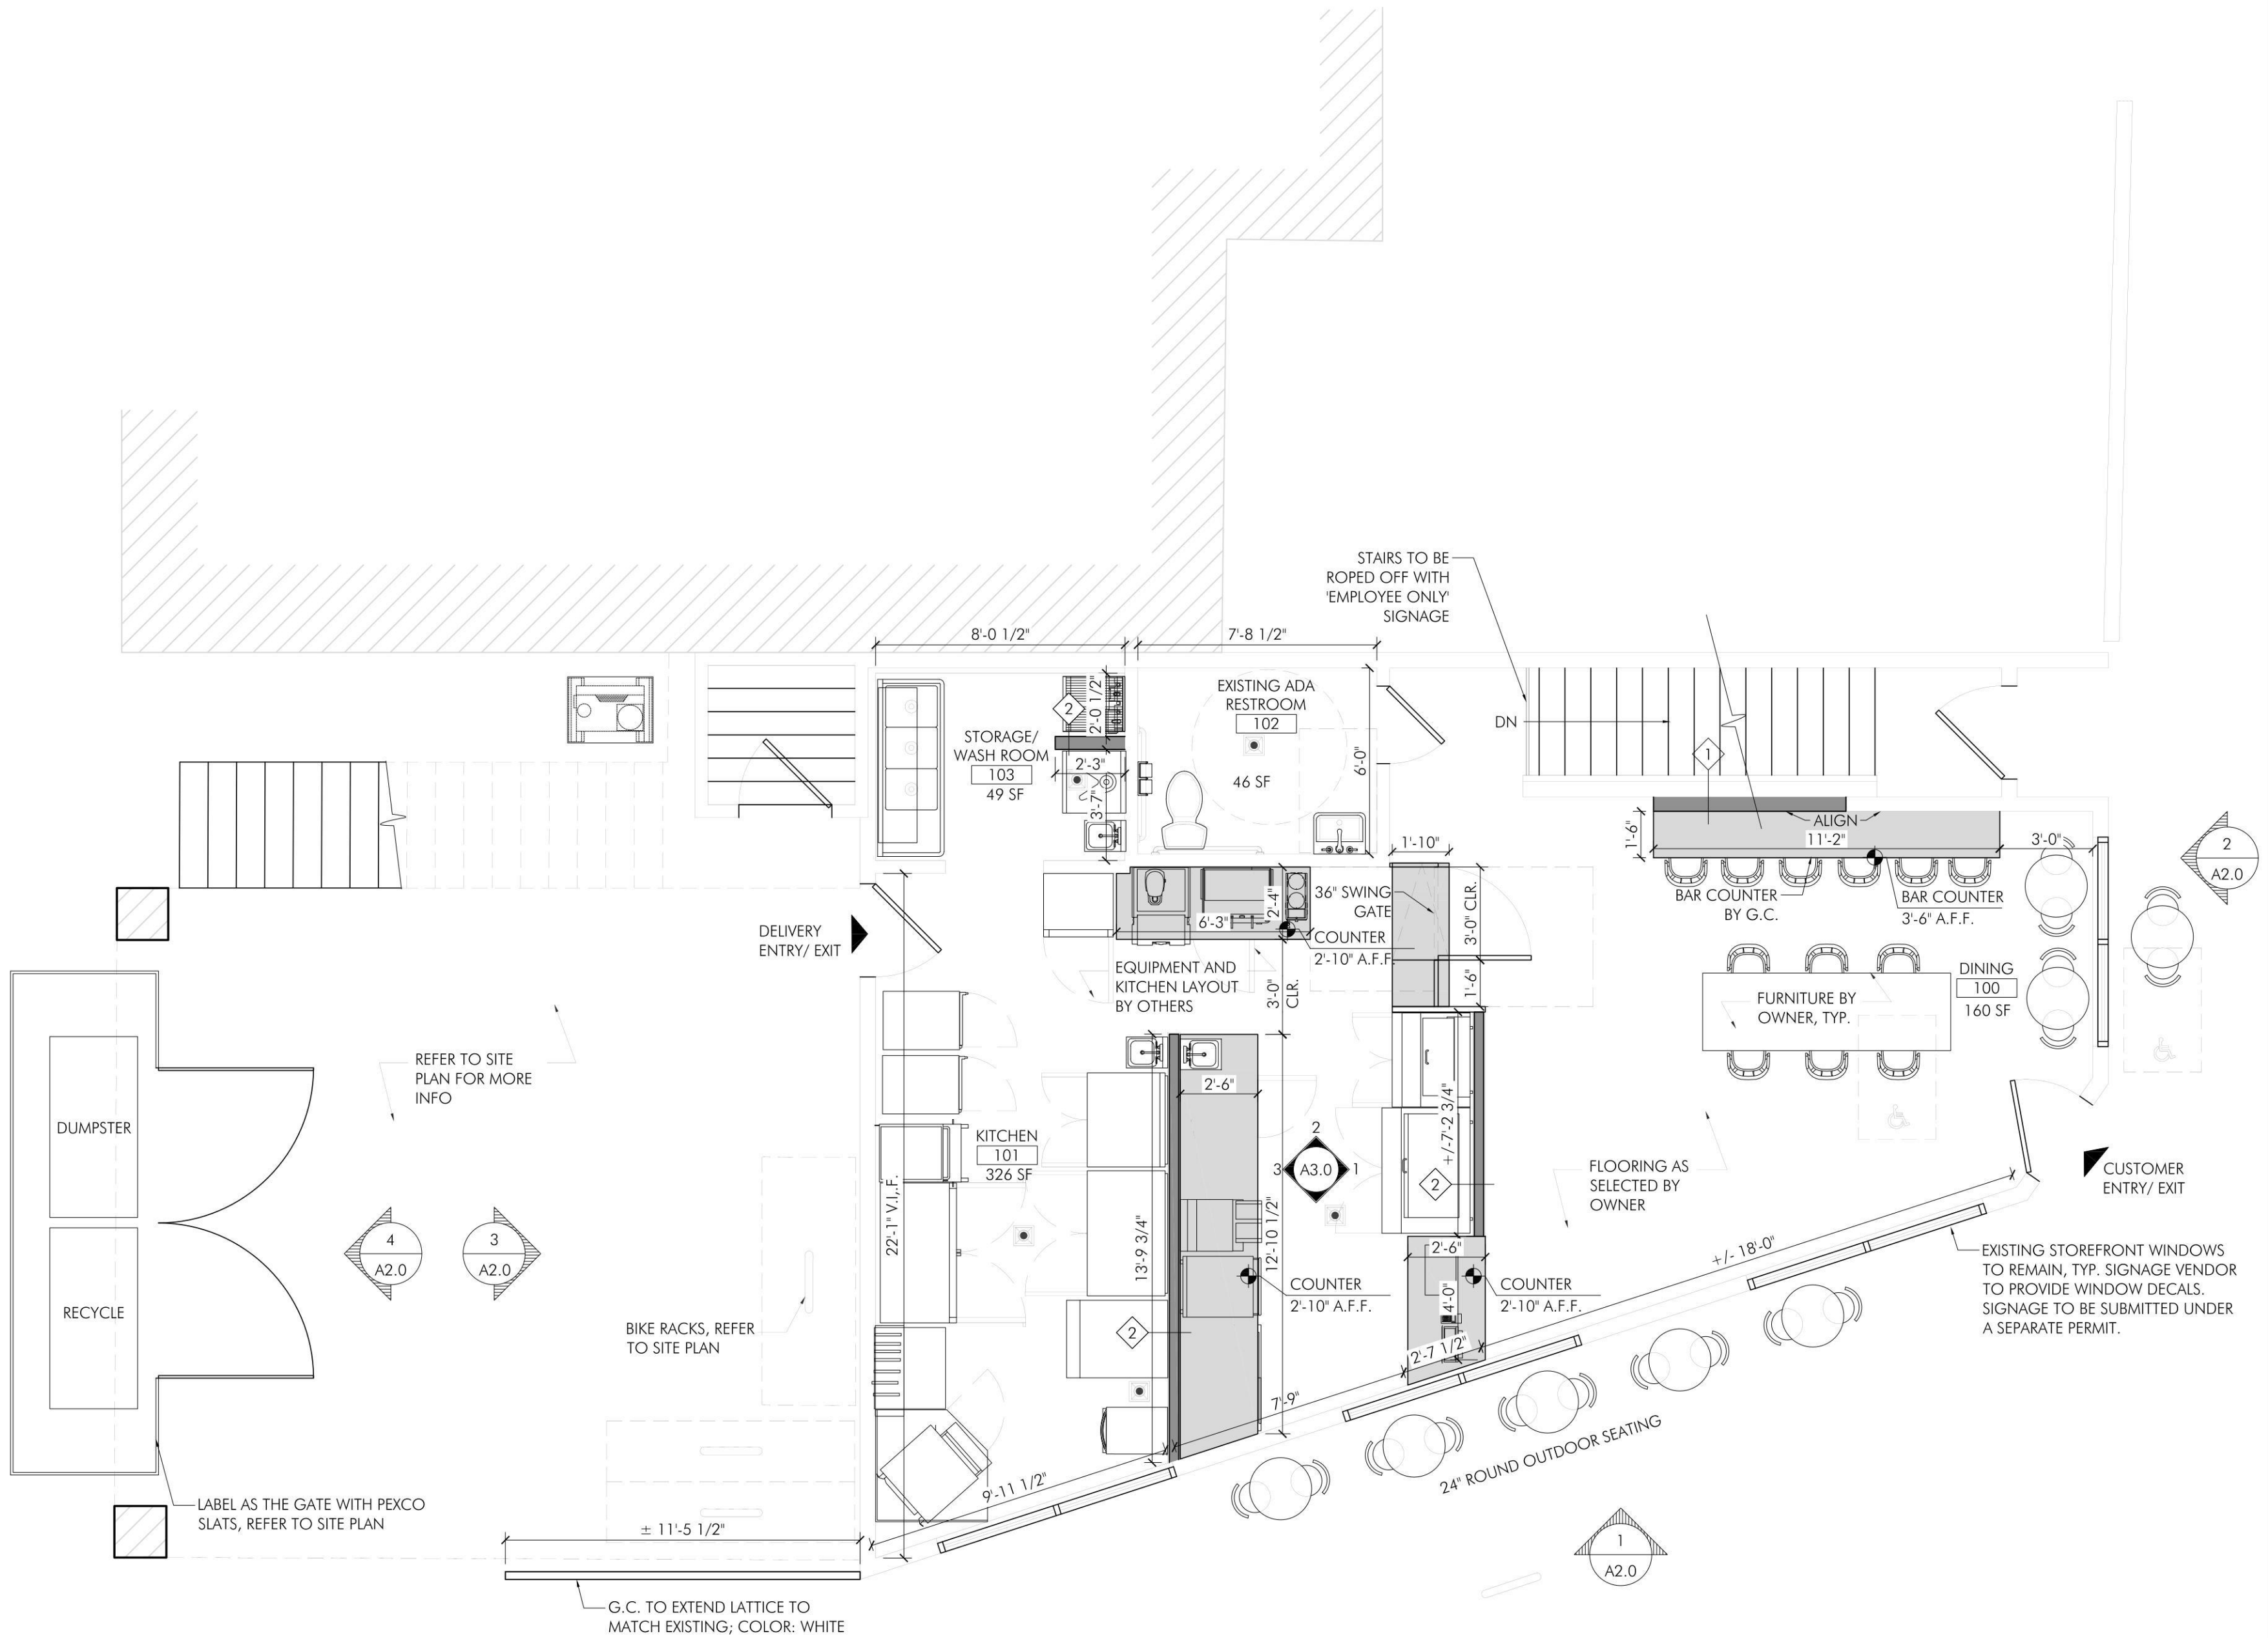 STAIRS TO BE
ROPED OFF WITH
'EMPLOYEE ONLY'
SIGNAGE
8'-0 1/2"
7'-8 1/2"
2
2'-0 1/2"
EXISTING ADA
RESTROOM
102
46 SF
6'-0"
DN
1
STORAGE/
WASH ROOM
103
49 SF
2'-3"
3'-7"
ALIGN
11'-2"
1'-6"
3'-0"
BAR COUNTER
BY G.C.
BAR COUNTER
3'-6" A.F.F.
2
A2.0
1'-10"
36" SWING
GATE
3'-0" CLR.
1'-6"
6'-3"
2'-4"
COUNTER
2'-10" A.F.F.
DELIVERY
ENTRY/ EXIT
EQUIPMENT AND
KITCHEN LAYOUT
BY OTHERS
3'-0"
CLR.
DINING
100
160 SF
FURNITURE BY
OWNER, TYP.
REFER TO SITE
PLAN FOR MORE
INFO
2'-6"
DUMPSTER
RECYCLE
KITCHEN
101
326 SF
22'-1" V.I,.F.
2
3
A3.0
1
+/-7'-2 3/4"
2
FLOORING AS
SELECTED BY
OWNER
CUSTOMER
ENTRY/ EXIT
4
A2.0
3
A2.0
13'-9 3/4"
12'-10 1/2"
2'-6"
+/- 18'-0"
COUNTER
2'-10" A.F.F.
4'-0"
COUNTER
2'-10" A.F.F.
EXISTING STOREFRONT WINDOWS
TO REMAIN, TYP. SIGNAGE VENDOR
TO PROVIDE WINDOW DECALS.
SIGNAGE TO BE SUBMITTED UNDER
A SEPARATE PERMIT.
BIKE RACKS, REFER
TO SITE PLAN
2
2'-7 1/2"
7'-9"
9'-11 1/2"
24" ROUND OUTDOOR SEATING
LABEL AS THE GATE WITH PEXCO
SLATS, REFER TO SITE PLAN
± 11'-5 1/2"
1
A2.0
G.C. TO EXTEND LATTICE TO
MATCH EXISTING; COLOR: WHITE